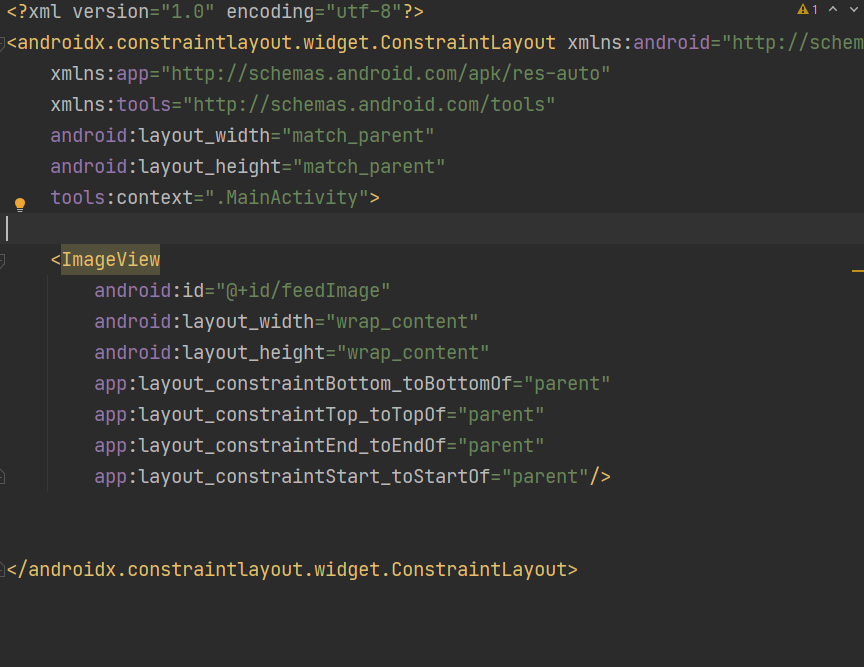 <?xml version="1.0" encoding="utf-8"?>
1
<androidx.constraintlayout.widget.ConstraintLayout xmlns:android="http://schem
xmlns:app="http://schemas.android.com/apk/res-auto"
xmlns:tools="http://schemas.android.com/tools"
android:layout_width="match_parent"
android:layout_height="match_parent"
tools:context=".MainActivity">
<ImageView
android:id="@+id/feedImage"
android:layout_width="wrap_content"
android:layout_height="wrap_content"
app:layout_constraintBottom_toBottomOf="parent"
app:layout_constraintTop_toTopOf="parent"
app:layout_constraintEnd_toEndOf="parent"
app:layout_constraintStart_toStartOf="parent"/>
</androidx.constraintlayout.widget.ConstraintLayout>